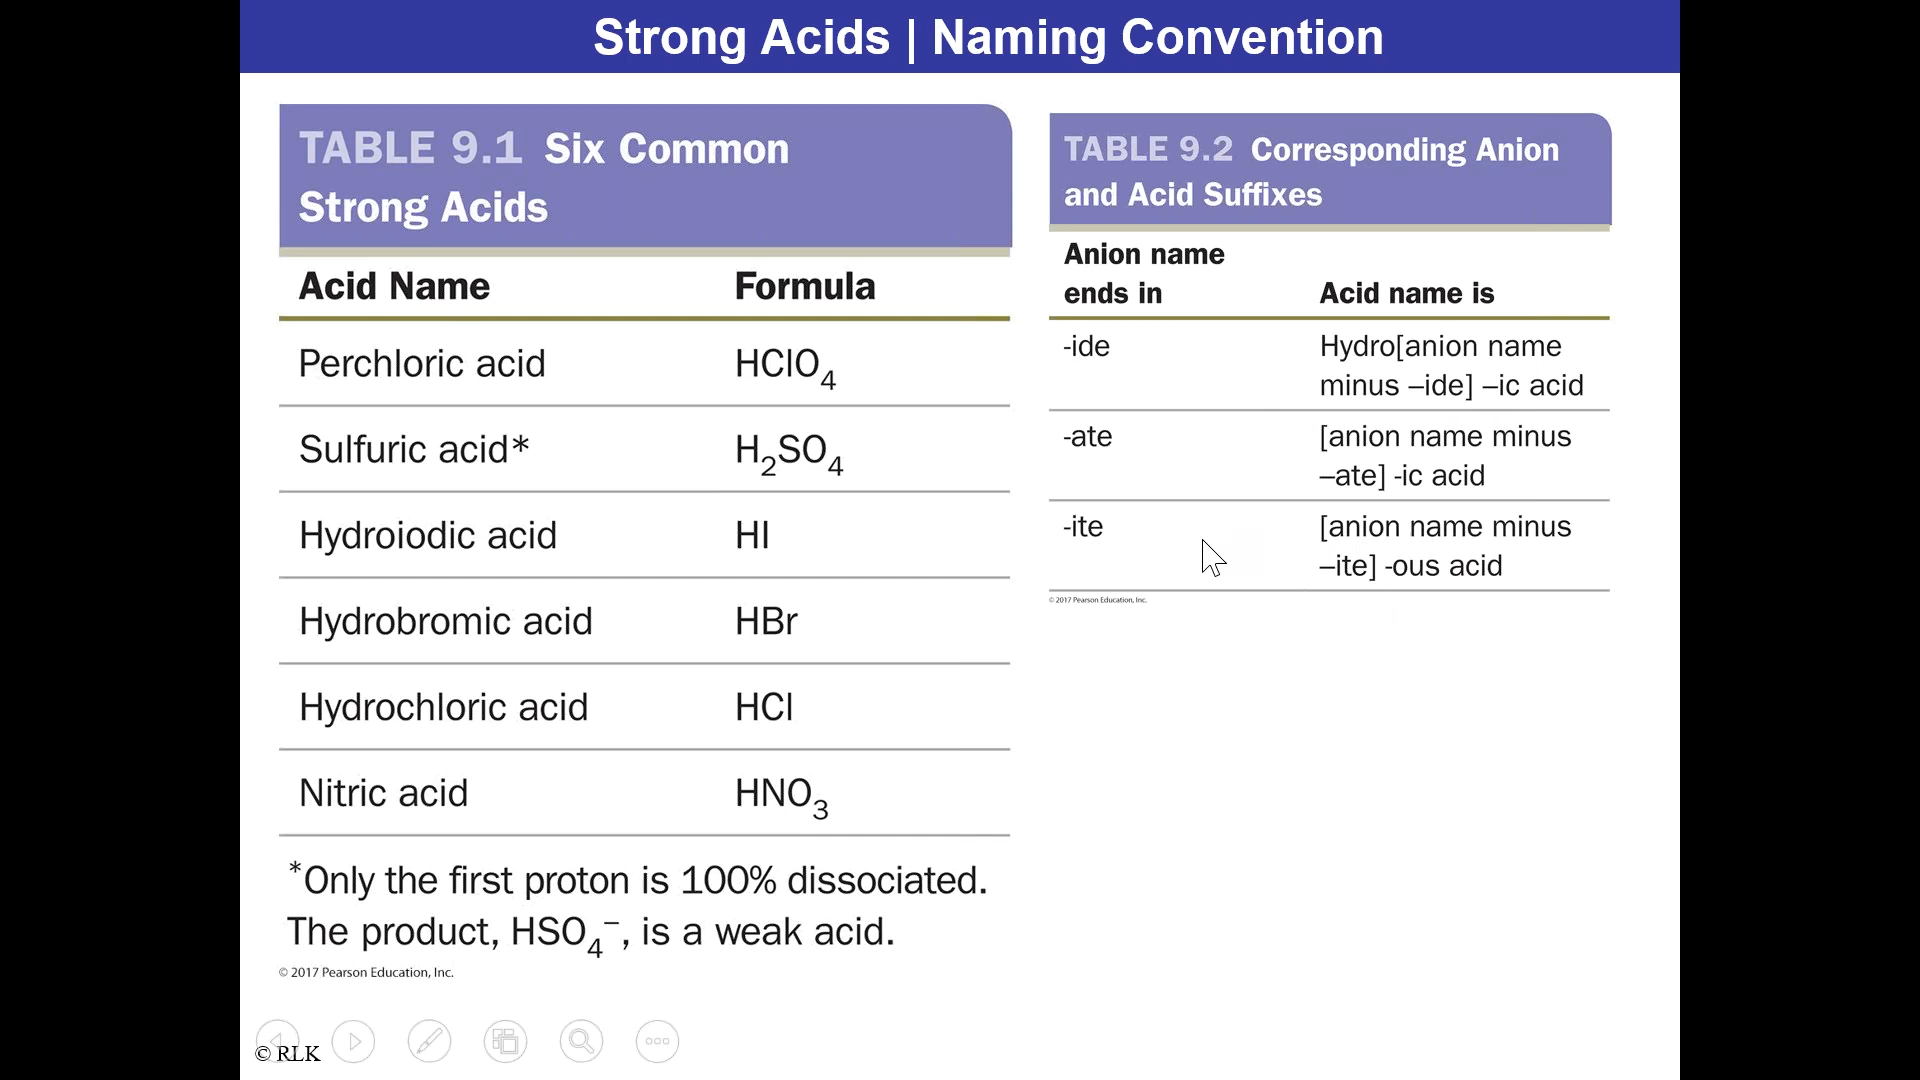 Strong Acids | Naming Convention
TABLE 9.1 Six Common
Strong Acids
Acid Name Formula
Perchloric acid HClO₄
Sulfuric acid* H₂SO₄
Hydroiodic acid HI
Hydrobromic acid HBr
Hydrochloric acid HCl
Nitric acid HNO₃
*Only the first proton is 100% dissociated.
The product, HSO₄⁻, is a weak acid.
© 2017 Pearson Education, Inc.
TABLE 9.2 Corresponding Anion
and Acid Suffixes
Anion name
ends in Acid name is
-ide Hydro[anion name
minus –ide] –ic acid
-ate [anion name minus
–ate] -ic acid
-ite [anion name minus
–ite] -ous acid
© 2017 Pearson Education, Inc.
© RLK